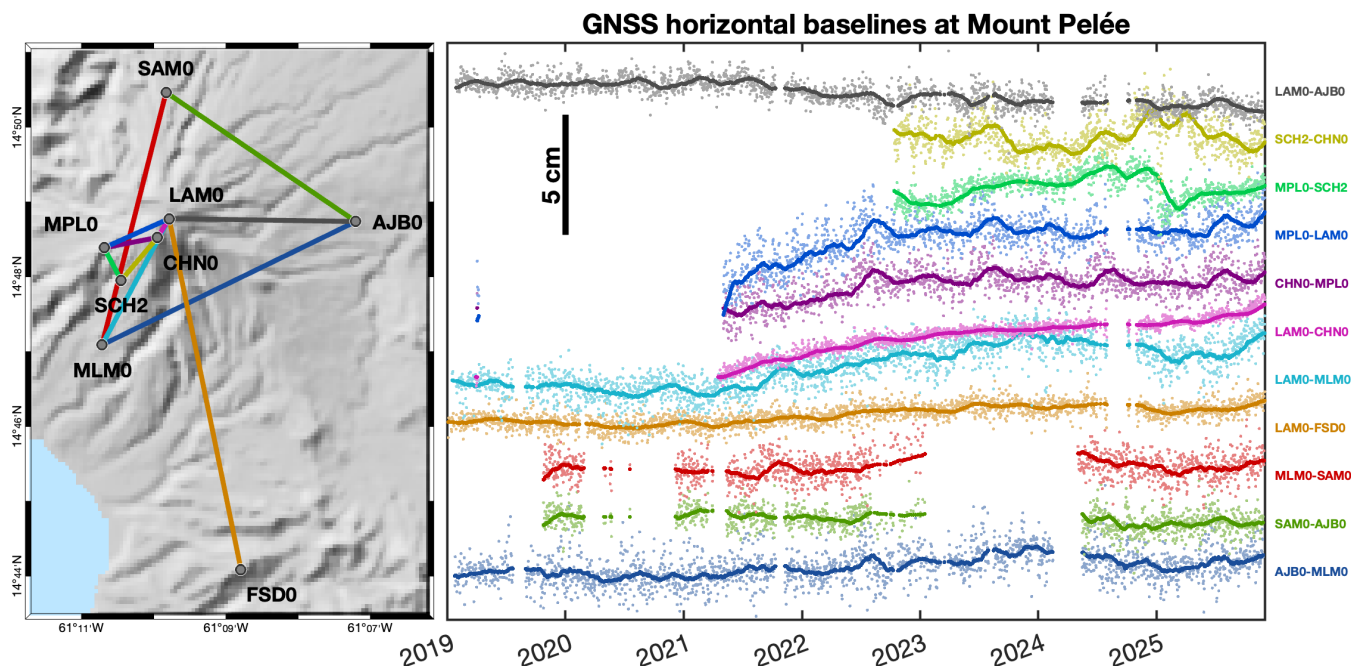 GNSS horizontal baselines at Mount Pelée
SAM0
LAM0
MPL0
AJB0
CHN0
SCH2
MLM0
FSD0
14°50'N
14°48'N
14°46'N
14°44'N
61°11'W
61°09'W
61°07'W
5 cm
LAM0-AJB0
SCH2-CHN0
MPL0-SCH2
MPL0-LAM0
CHN0-MPL0
LAM0-CHN0
LAM0-MLM0
LAM0-FSD0
MLM0-SAM0
SAM0-AJB0
AJB0-MLM0
2019
2020
2021
2022
2023
2024
2025